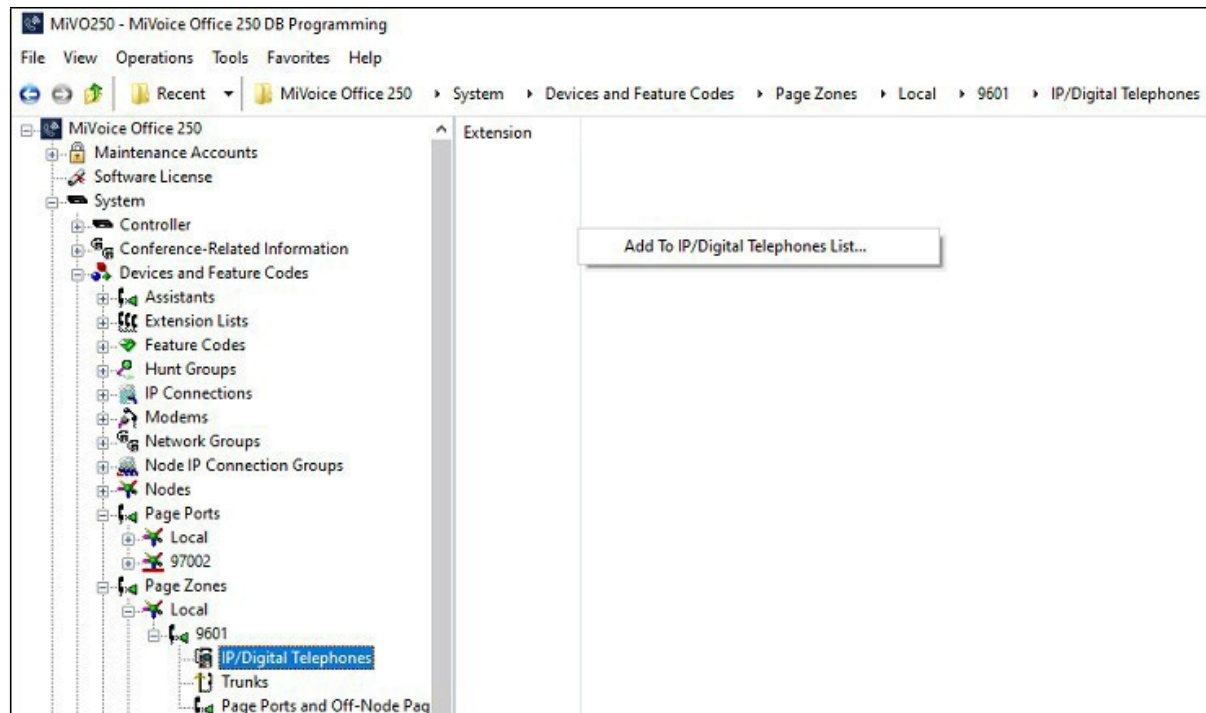 MiVO250 - MiVoice Office 250 DB Programming
File View Operations Tools Favorites Help
Recent MiVoice Office 250 System Devices and Feature Codes Page Zones Local 9601 IP/Digital Telephones
MiVoice Office 250
Extension
Maintenance Accounts
Software License
System
Controller
Conference-Related Information
Add To IP/Digital Telephones List...
Devices and Feature Codes
Assistants
Extension Lists
Feature Codes
Hunt Groups
IP Connections
Modems
Network Groups
Node IP Connection Groups
Nodes
Page Ports
Local
97002
Page Zones
Local
9601
IP/Digital Telephones
Trunks
Page Ports and Off-Node Pag